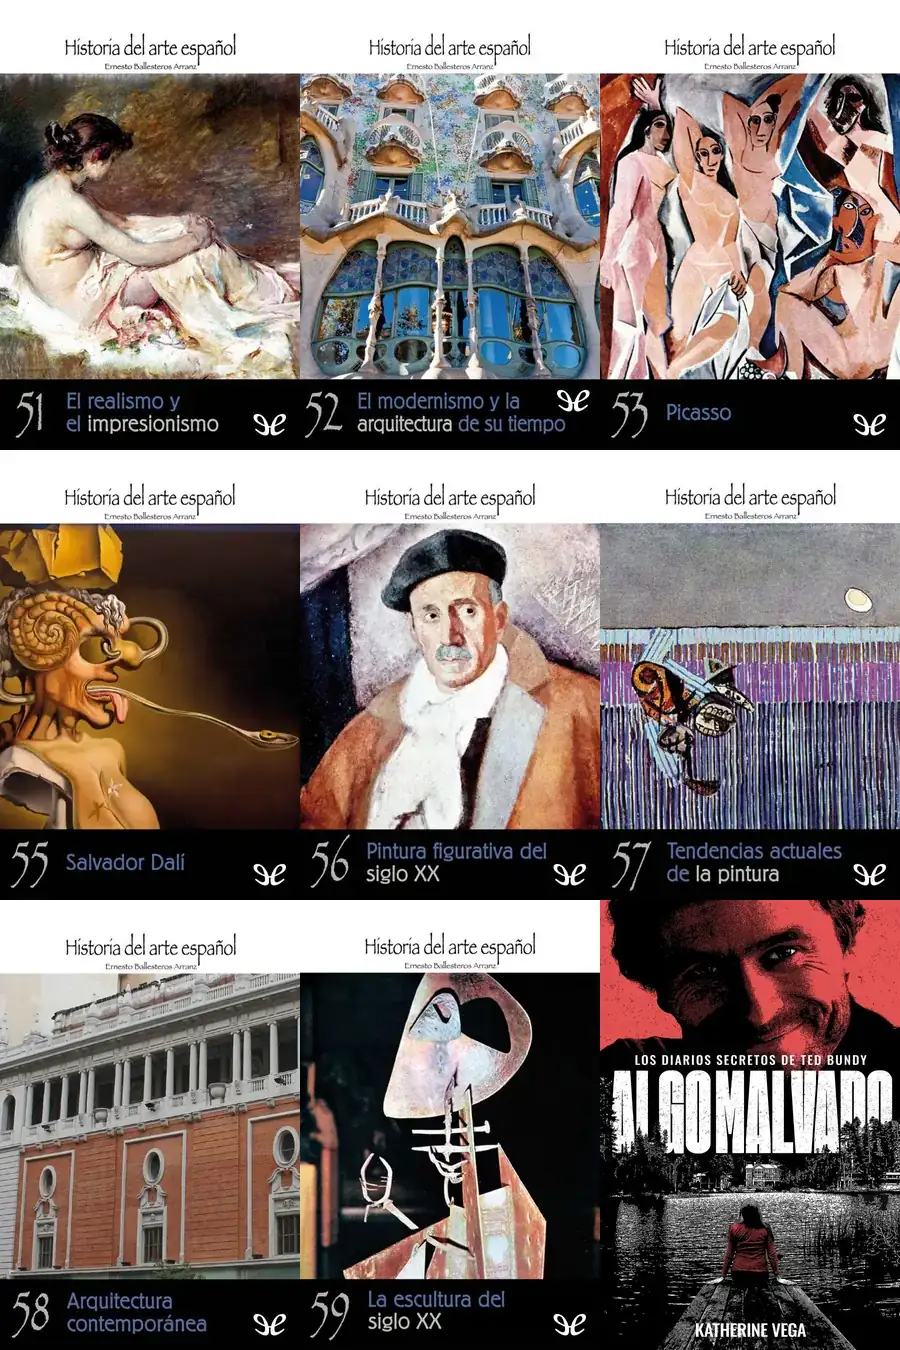 Historia del arte español
Ernesto Ballesteros Arranz
51
El realismo y
el impresionismo
Historia del arte español
Ernesto Ballesteros Arranz
52
El modernismo y la
arquitectura de su tiempo
Historia del arte español
Ernesto Ballesteros Arranz
53
Picasso
Historia del arte español
Ernesto Ballesteros Arranz
55
Salvador Dalí
Historia del arte español
Ernesto Ballesteros Arranz
56
Pintura figurativa del
siglo XX
Historia del arte español
Ernesto Ballesteros Arranz
57
Tendencias actuales
de la pintura
Historia del arte español
Ernesto Ballesteros Arranz
58
Arquitectura
contemporánea
Historia del arte español
Ernesto Ballesteros Arranz
59
La escultura del
siglo XX
LOS DIARIOS SECRETOS DE TED BUNDY
ALGO MALVADO
KATHERINE VEGA